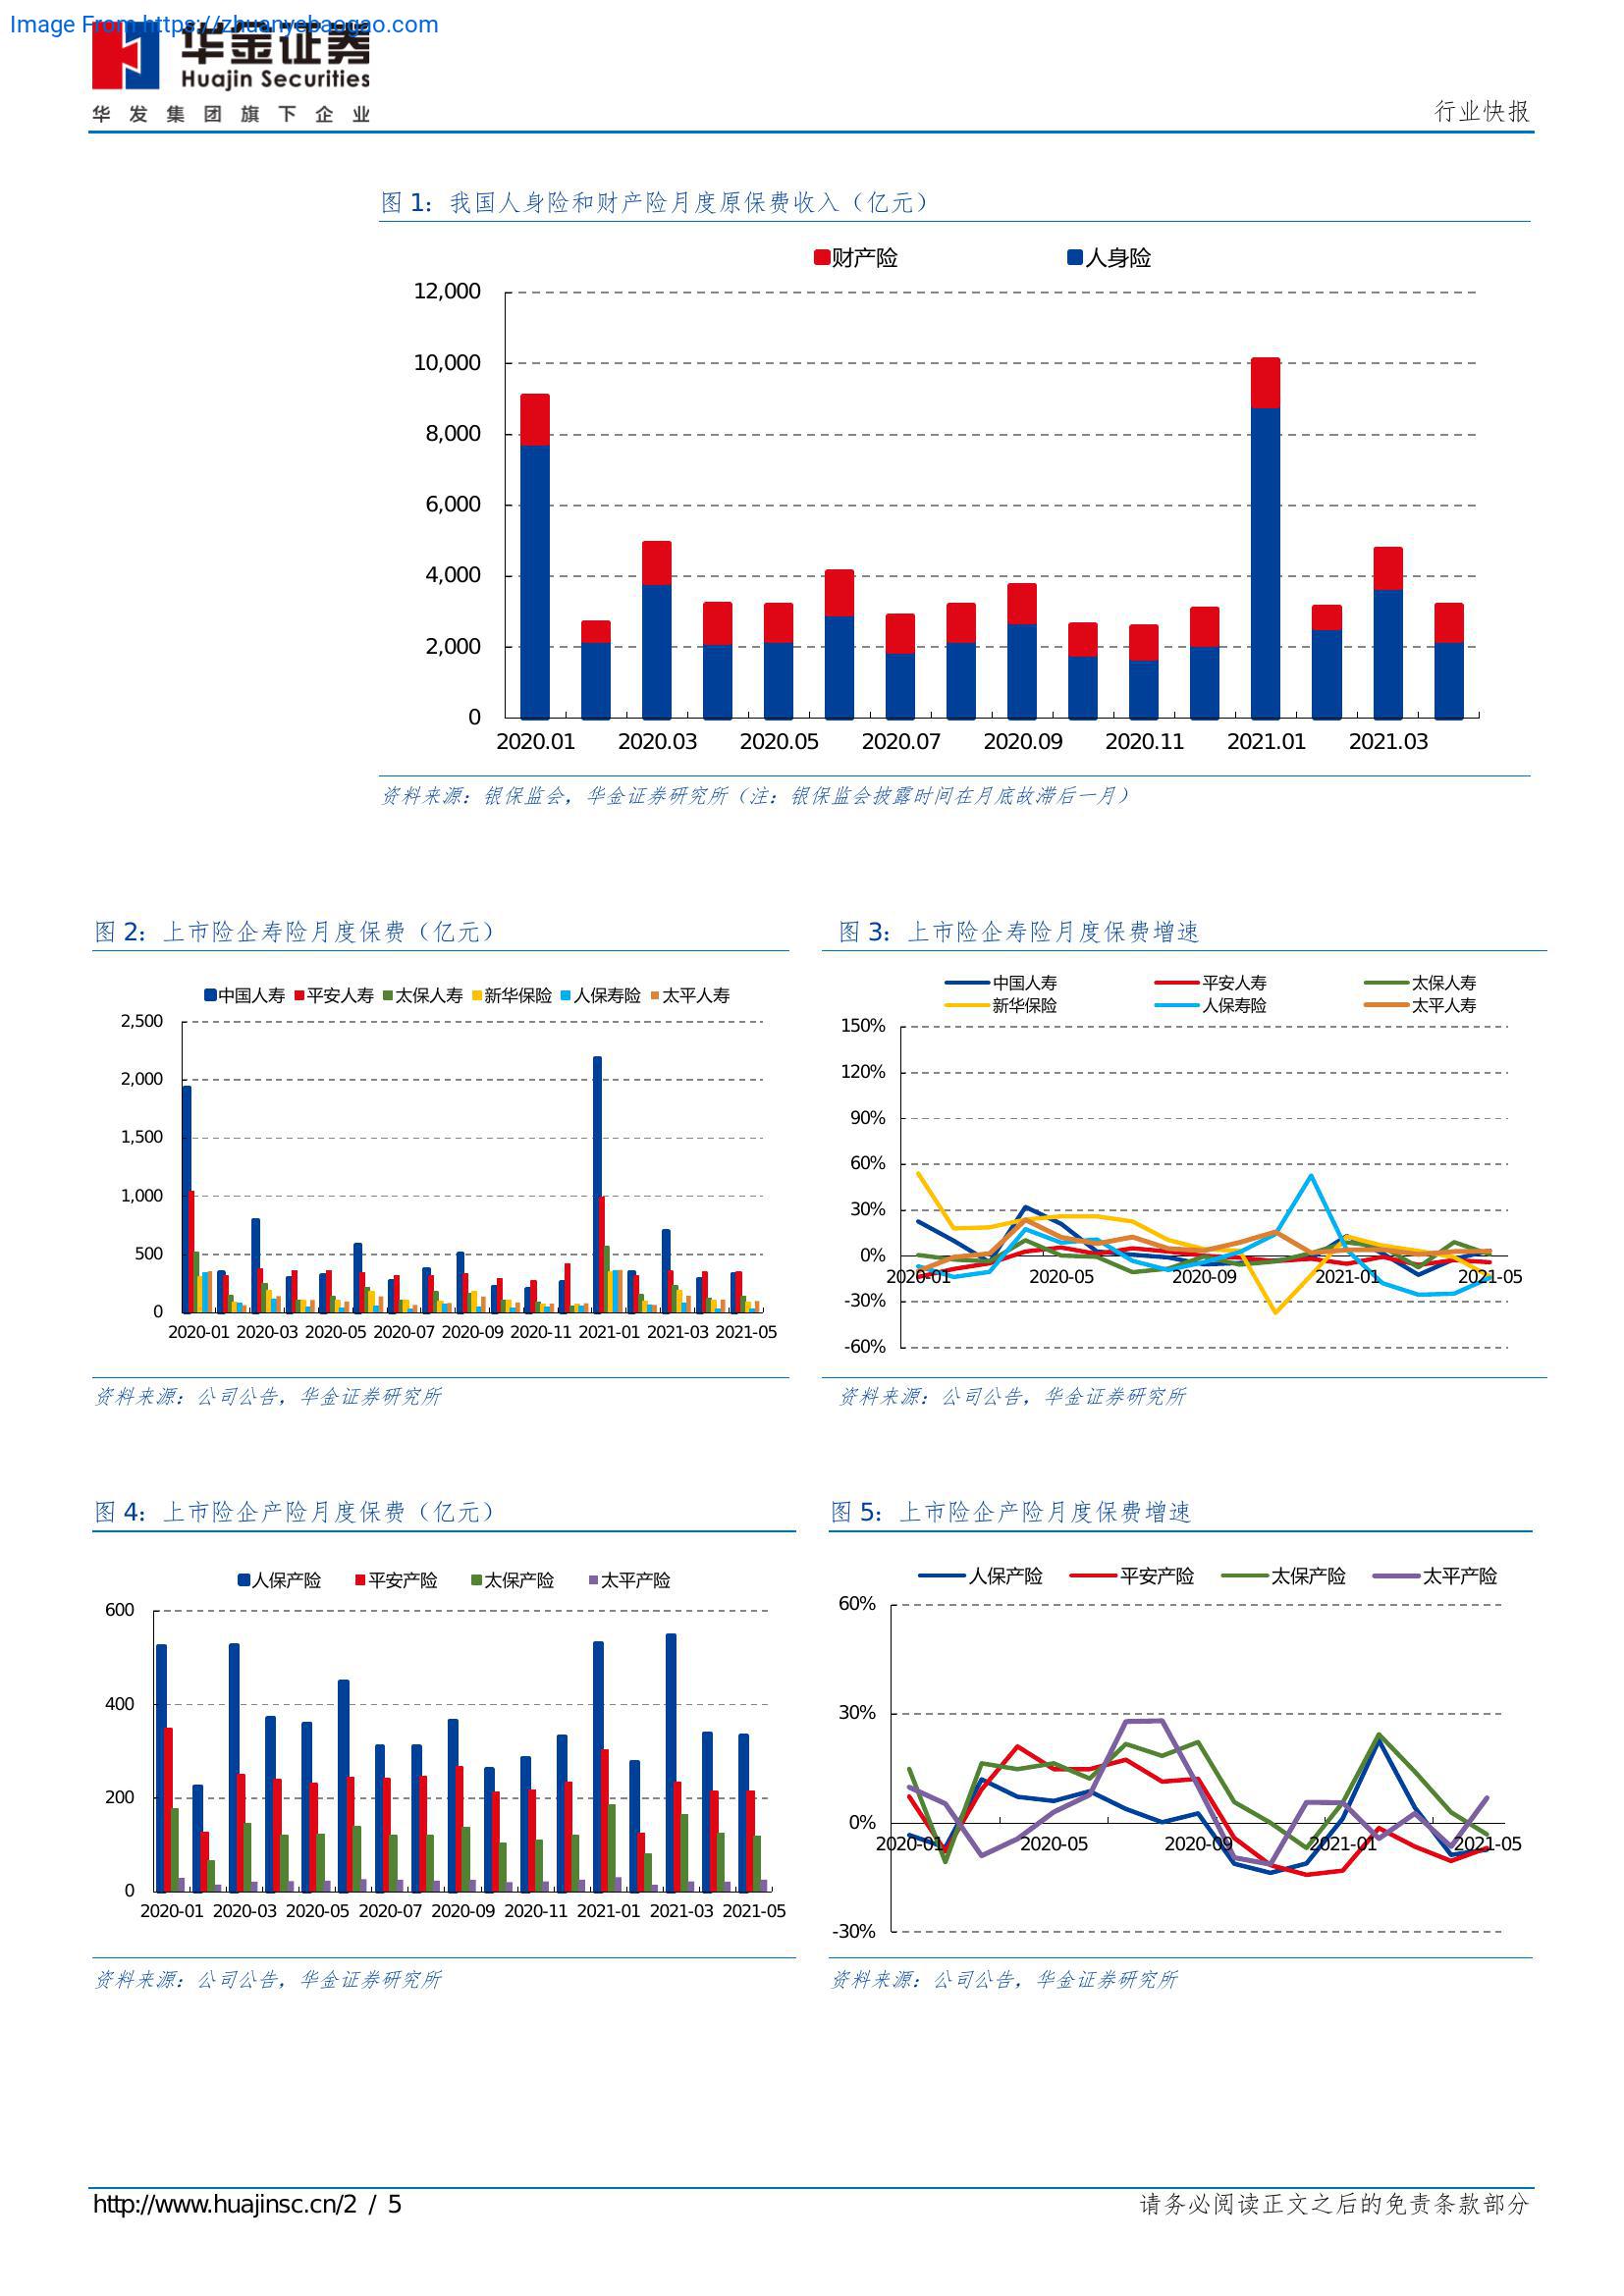 Image From https://zhuanyebaogao.com
华金证券
Huajin Securities
华发集团旗下企业
行业快报
图 1：我国人身险和财产险月度原保费收入（亿元）
财产险 人身险
12,000
10,000
8,000
6,000
4,000
2,000
0
2020.01 2020.03 2020.05 2020.07 2020.09 2020.11 2021.01 2021.03
资料来源：银保监会，华金证券研究所（注：银保监会披露时间在月底故滞后一月）
图 2：上市险企寿险月度保费（亿元）
中国人寿 平安人寿 太保人寿 新华保险 人保寿险 太平人寿
2,500
2,000
1,500
1,000
500
0
2020-01 2020-03 2020-05 2020-07 2020-09 2020-11 2021-01 2021-03 2021-05
资料来源：公司公告，华金证券研究所
图 3：上市险企寿险月度保费增速
中国人寿 平安人寿 太保人寿
新华保险 人保寿险 太平人寿
150%
120%
90%
60%
30%
0%
2020-01 2020-05 2020-09 2021-01 2021-05
-30%
-60%
资料来源：公司公告，华金证券研究所
图 4：上市险企产险月度保费（亿元）
人保产险 平安产险 太保产险 太平产险
600
400
200
0
2020-01 2020-03 2020-05 2020-07 2020-09 2020-11 2021-01 2021-03 2021-05
资料来源：公司公告，华金证券研究所
图 5：上市险企产险月度保费增速
人保产险 平安产险 太保产险 太平产险
60%
30%
0%
2020-01 2020-05 2020-09 2021-01 2021-05
-30%
资料来源：公司公告，华金证券研究所
http://www.huajinsc.cn/2 / 5
请务必阅读正文之后的免责条款部分